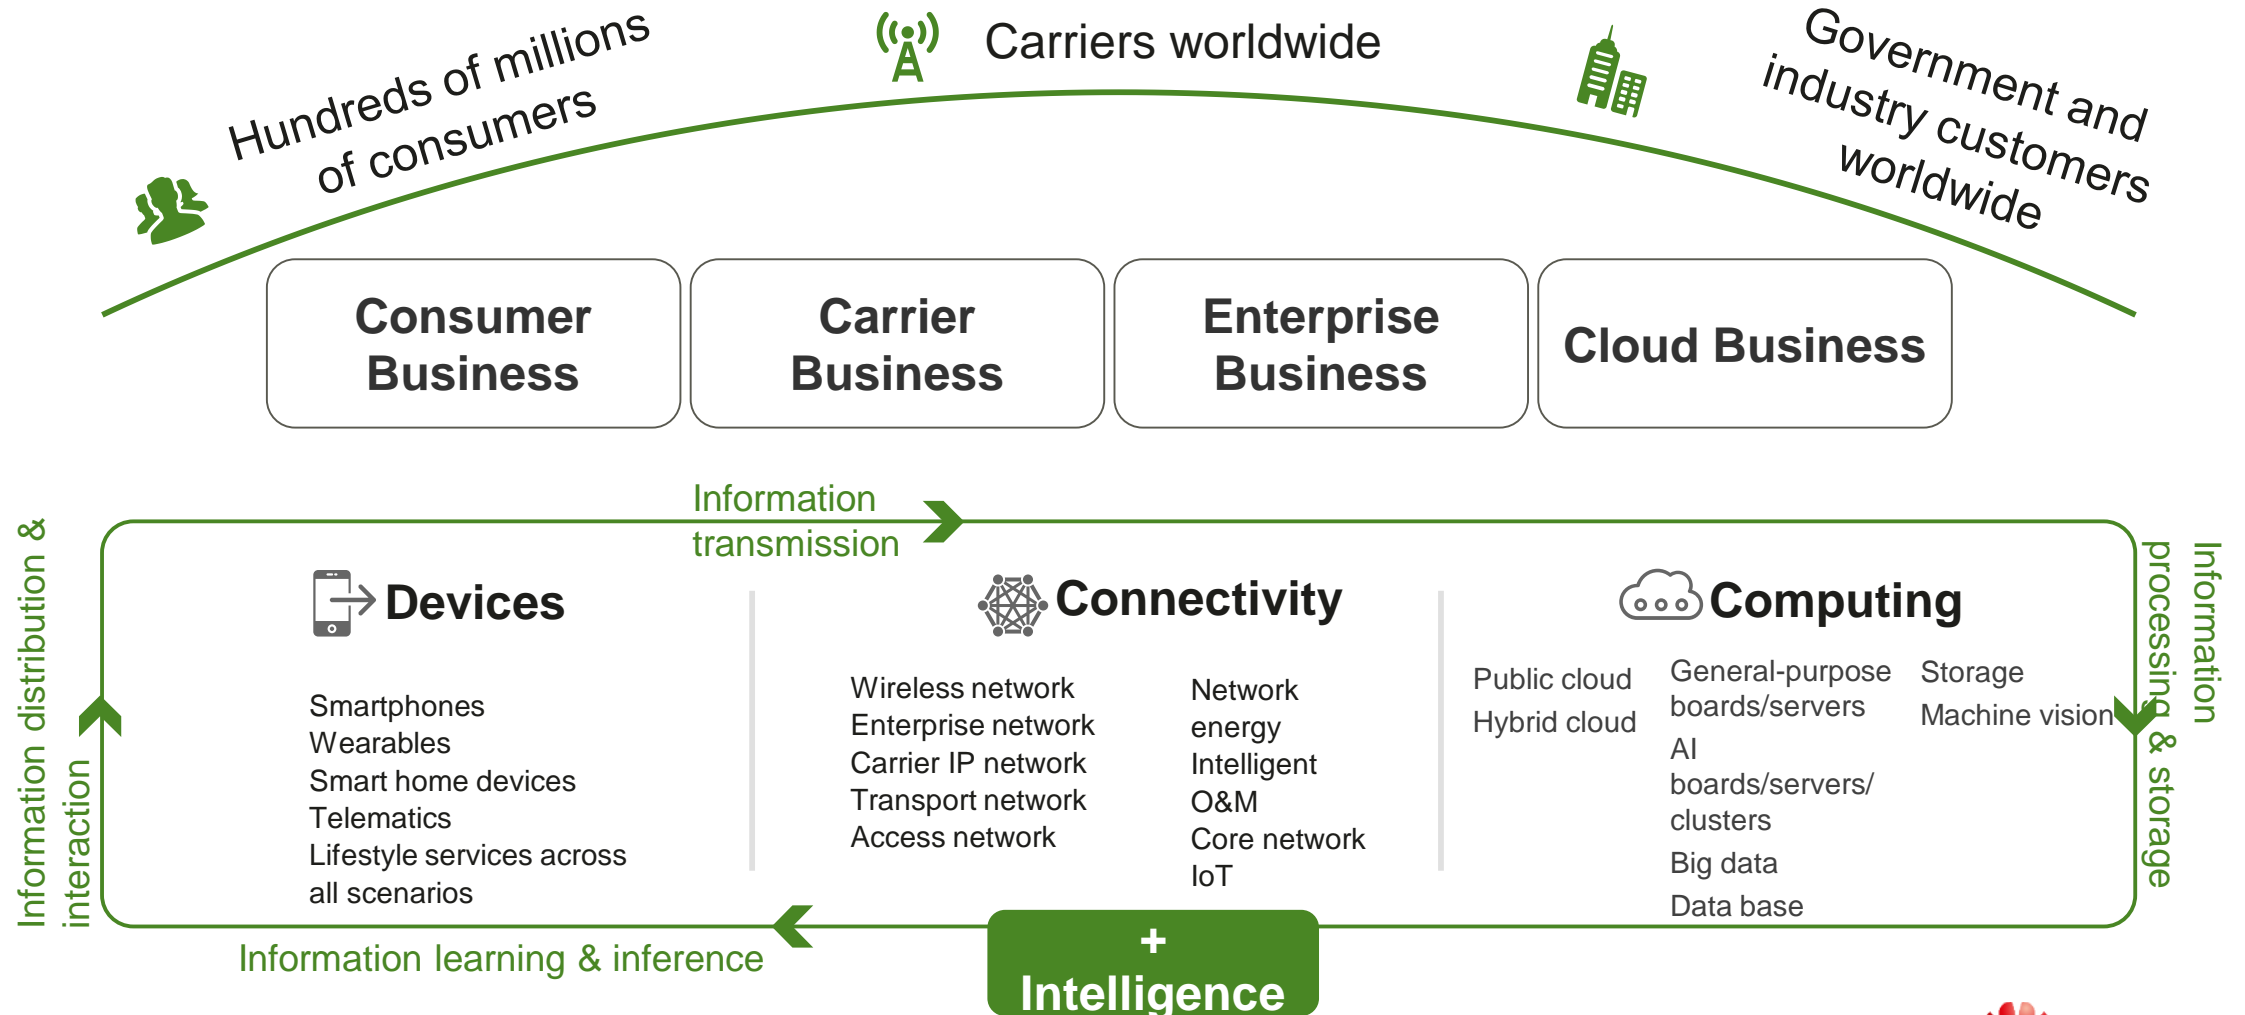 Hundreds of millions
of consumers
Carriers worldwide
Government and
industry customers
worldwide
Consumer
Business
Carrier
Business
Enterprise
Business
Cloud Business
Information
transmission
Information distribution &
interaction
Information
processing & storage
Devices
Smartphones
Wearables
Smart home devices
Telematics
Lifestyle services across
all scenarios
Connectivity
Wireless network
Enterprise network
Carrier IP network
Transport network
Access network
Network
energy
Intelligent
O&M
Core network
IoT
Computing
Public cloud
Hybrid cloud
General-purpose
boards/servers
AI
boards/servers/
clusters
Big data
Data base
Storage
Machine vision
Information learning & inference
+
Intelligence